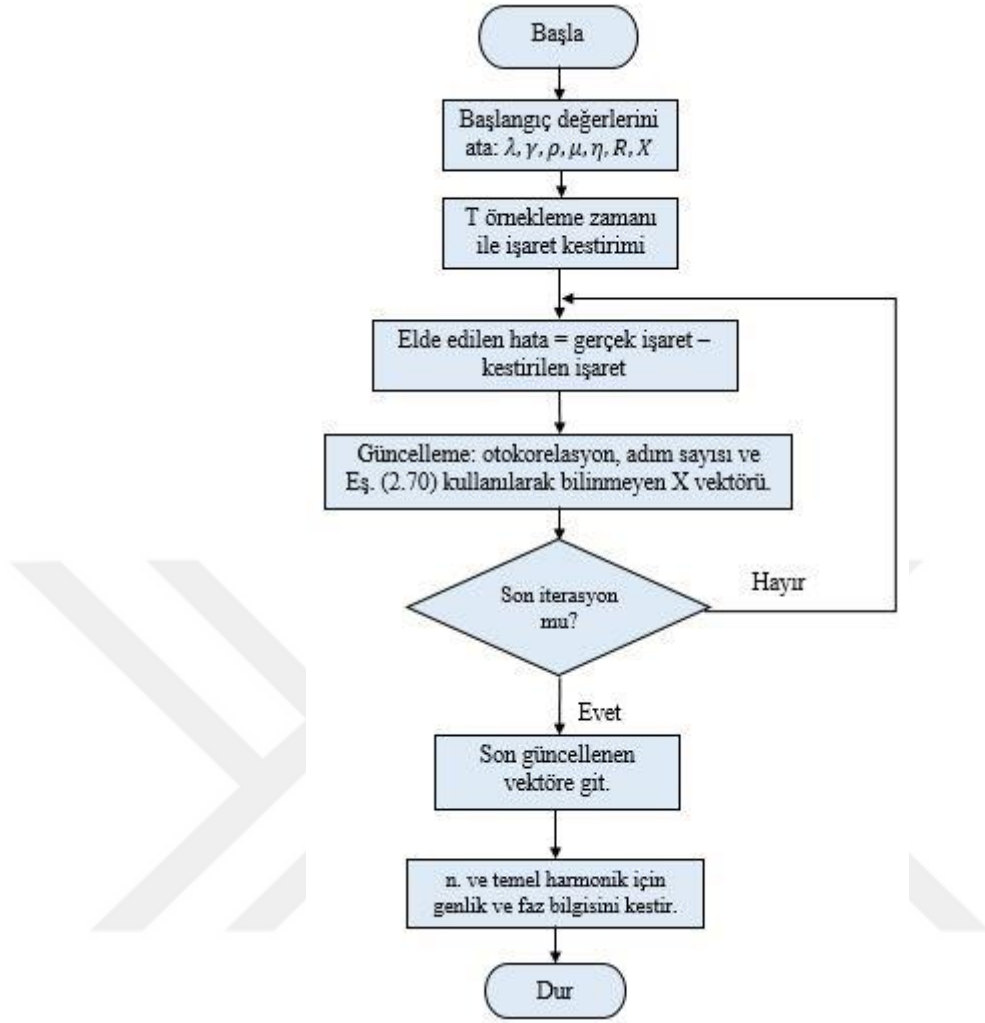 Başla
Başlangıç değerlerini
ata: λ, γ, ρ, μ, η, R, X
T örnekleme zamanı
ile işaret kestirimi
Elde edilen hata = gerçek işaret –
kestirilen işaret
Güncelleme: otokorelasyon, adım sayısı ve
Eş. (2.70) kullanılarak bilinmeyen X vektörü.
Son iterasyon
mu?
Hayır
Evet
Son güncellenen
vektöre git.
n. ve temel harmonik için
genlik ve faz bilgisini kestir.
Dur